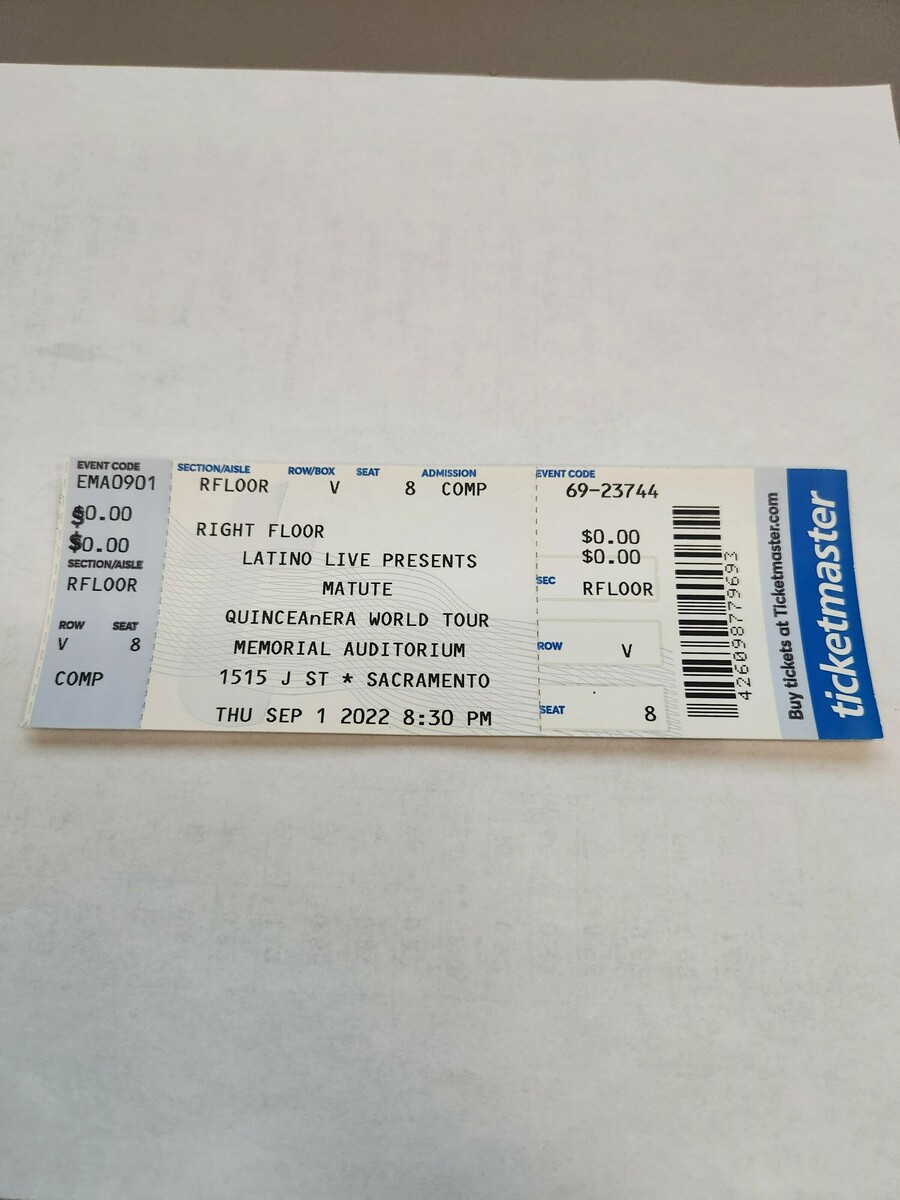 EVENT CODE
EMA0901
$0.00
$0.00
SECTION/AISLE
RFLOOR
ROW SEAT
V 8
COMP
SECTION/AISLE ROW/BOX SEAT ADMISSION
RFLOOR V 8 COMP
RIGHT FLOOR
LATINO LIVE PRESENTS
MATUTE
QUINCEAnERA WORLD TOUR
MEMORIAL AUDITORIUM
1515 J ST * SACRAMENTO
THU SEP 1 2022 8:30 PM
EVENT CODE
69-23744
$0.00
$0.00
SEC RFLOOR
ROW V
SEAT 8
426098779693
Buy tickets at Ticketmaster.com
ticketmaster